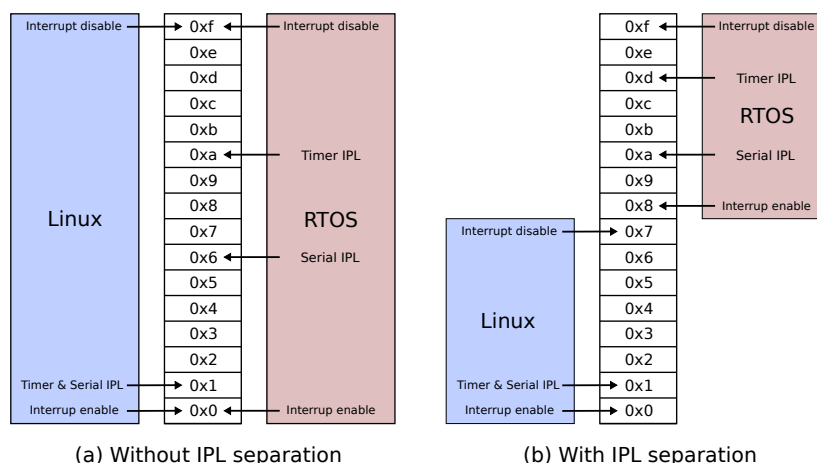 Interrupt disable 0xf Interrupt disable
0xe
0xd
0xc
0xb
0xa Timer IPL
0x9
0x8
Linux 0x7 RTOS
0x6 Serial IPL
0x5
0x4
0x3
0x2
Timer & Serial IPL 0x1
Interrup enable 0x0 Interrup enable
(a) Without IPL separation
0xf Interrupt disable
0xe
0xd Timer IPL
0xc
RTOS
0xb
0xa Serial IPL
0x9
0x8 Interrup enable
Interrupt disable 0x7
0x6
0x5
0x4
Linux
0x3
0x2
Timer & Serial IPL 0x1
Interrup enable 0x0
(b) With IPL separation